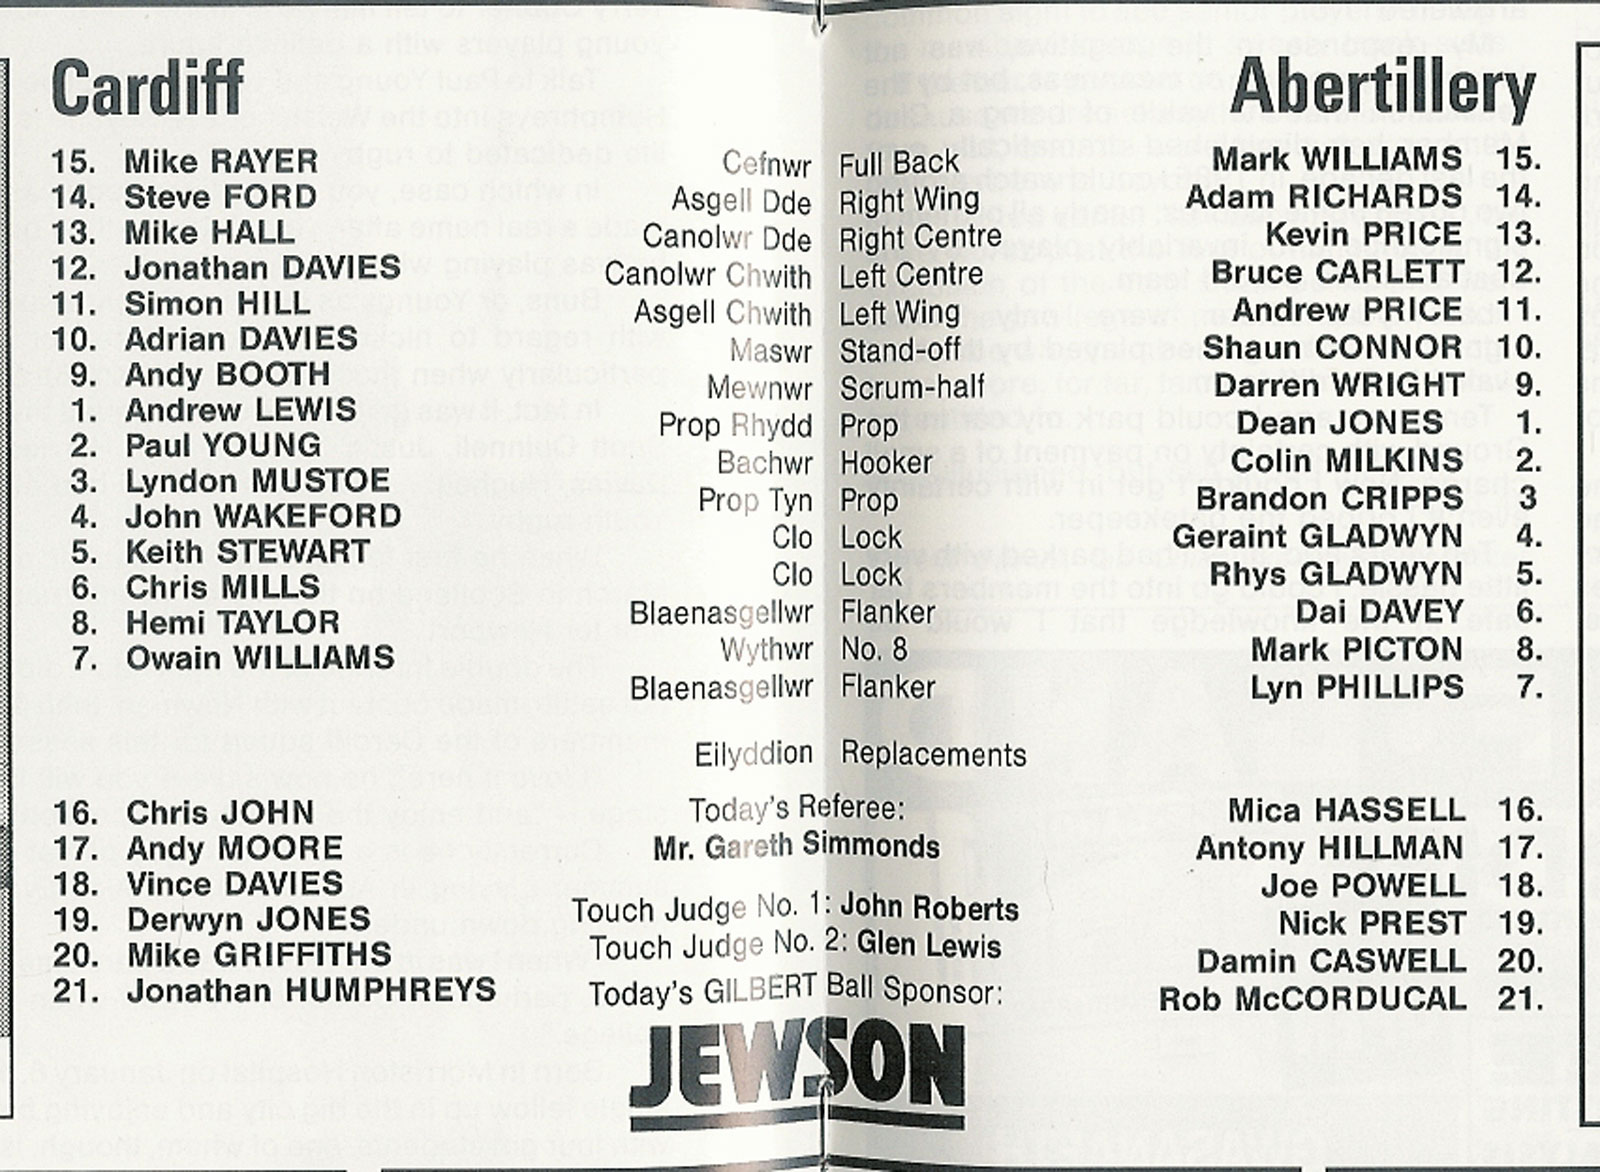 Cardiff Abertillery
15. Mike RAYER Cefnwr Full Back Mark WILLIAMS 15.
14. Steve FORD Asgell Dde Right Wing Adam RICHARDS 14.
13. Mike HALL Canolwr Dde Right Centre Kevin PRICE 13.
12. Jonathan DAVIES Canolwr Chwith Left Centre Bruce CARLETT 12.
11. Simon HILL Asgell Chwith Left Wing Andrew PRICE 11.
10. Adrian DAVIES Maswr Stand-off Shaun CONNOR 10.
9. Andy BOOTH Mewnwr Scrum-half Darren WRIGHT 9.
1. Andrew LEWIS Prop Rhydd Prop Dean JONES 1.
2. Paul YOUNG Bachwr Hooker Colin MILKINS 2.
3. Lyndon MUSTOE Prop Tyn Prop Brandon CRIPPS 3
4. John WAKEFORD Clo Lock Geraint GLADWYN 4.
5. Keith STEWART Clo Lock Rhys GLADWYN 5.
6. Chris MILLS Blaenasgellwr Flanker Dai DAVEY 6.
8. Hemi TAYLOR Wythwr No. 8 Mark PICTON 8.
7. Owain WILLIAMS Blaenasgellwr Flanker Lyn PHILLIPS 7.
Eilyddion Replacements
16. Chris JOHN Today's Referee: Mica HASSELL 16.
17. Andy MOORE Mr. Gareth Simmonds Antony HILLMAN 17.
18. Vince DAVIES Joe POWELL 18.
19. Derwyn JONES Touch Judge No. 1: John Roberts Nick PREST 19.
20. Mike GRIFFITHS Touch Judge No. 2: Glen Lewis Damin CASWELL 20.
21. Jonathan HUMPHREYS Today's GILBERT Ball Sponsor: Rob McCORDUCAL 21.
JEWSON